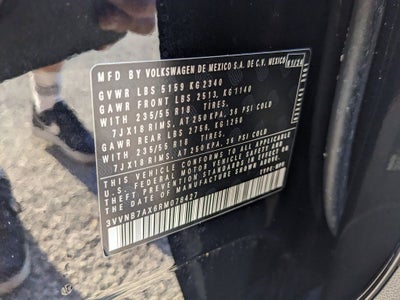 MFD BY VOLKSWAGEN DE MEXICO S.A. DE C.V. MEXICO
GVWR LBS 5159 KG 2340
GAWR FRONT LBS 2513, KG 1140
WITH 235/55 R18 TIRES,
7JX18 RIMS, AT 250 KPA, 36 PSI COLD
GAWR REAR LBS 2756, KG 1250
WITH 235/55 R18 TIRES,
7JX18 RIMS, AT 250 KPA, 36 PSI COLD
THIS VEHICLE CONFORMS TO ALL APPLICABLE
U.S. FEDERAL MOTOR VEHICLE SAFETY
STANDARDS IN EFFECT ON THE DATE OF
MANUFACTURE SHOWN ABOVE.
3VVNB7AX6RM078427 TYPE: MPV